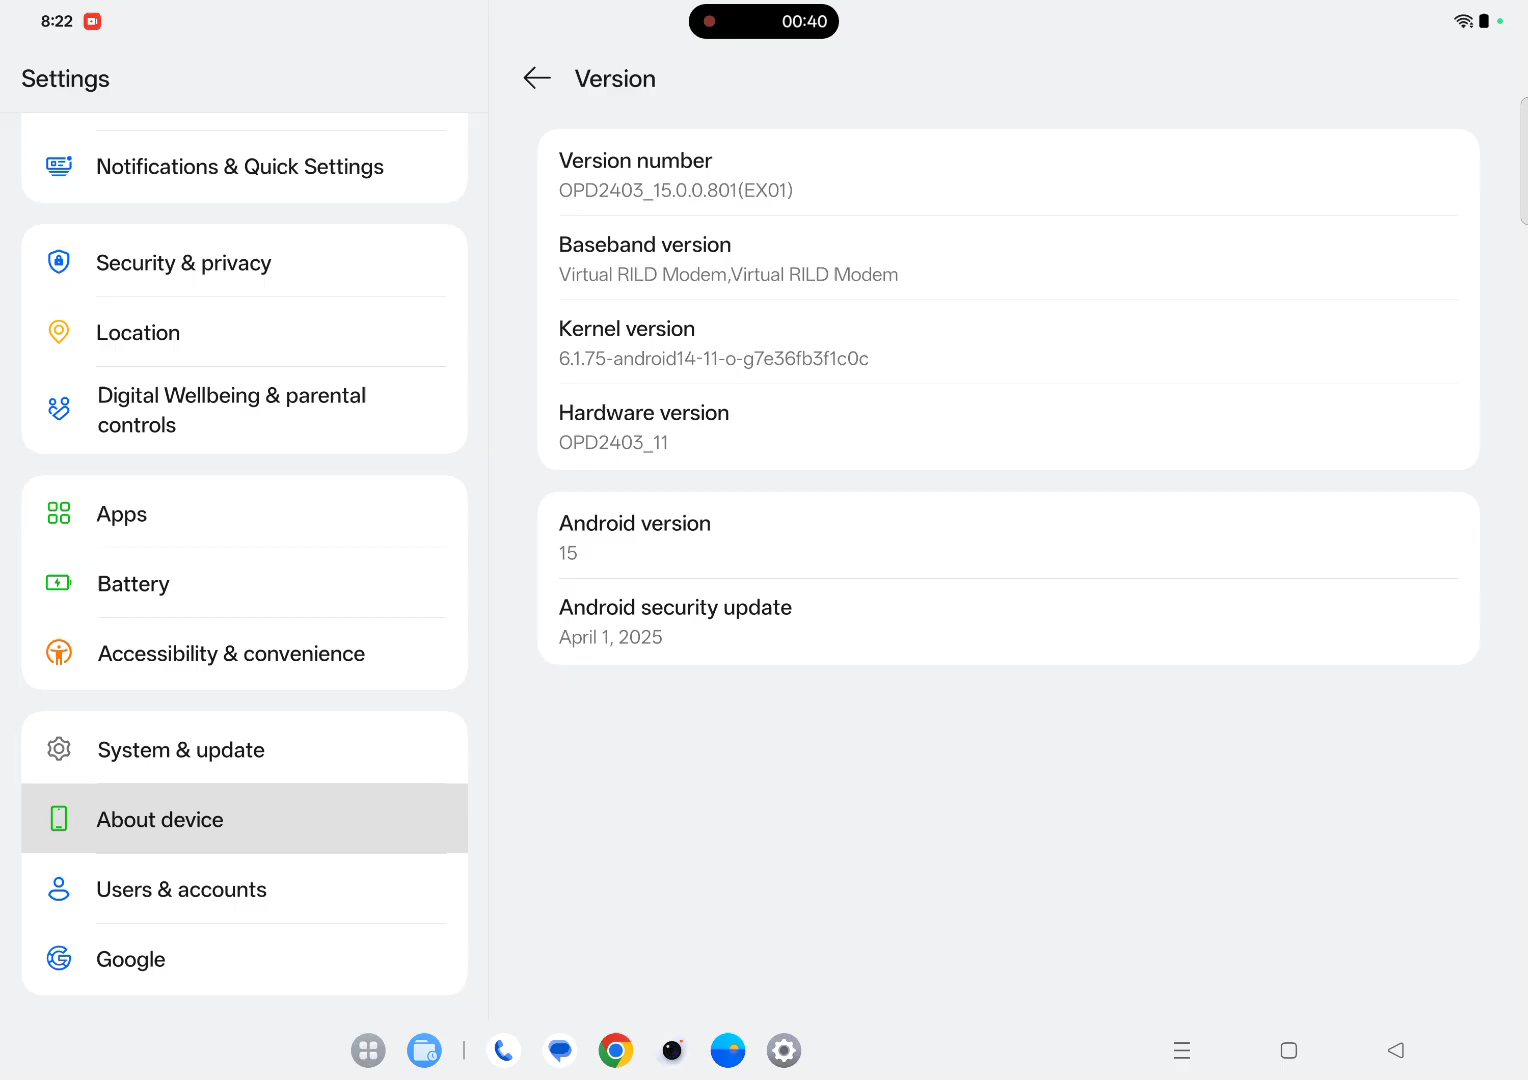 8:22
00:40
Settings
Version
Notifications & Quick Settings
Security & privacy
Location
Digital Wellbeing & parental
controls
Apps
Battery
Accessibility & convenience
System & update
About device
Users & accounts
Google
Version number
OPD2403_15.0.0.801(EX01)
Baseband version
Virtual RILD Modem,Virtual RILD Modem
Kernel version
6.1.75-android14-11-o-g7e36fb3f1c0c
Hardware version
OPD2403_11
Android version
15
Android security update
April 1, 2025